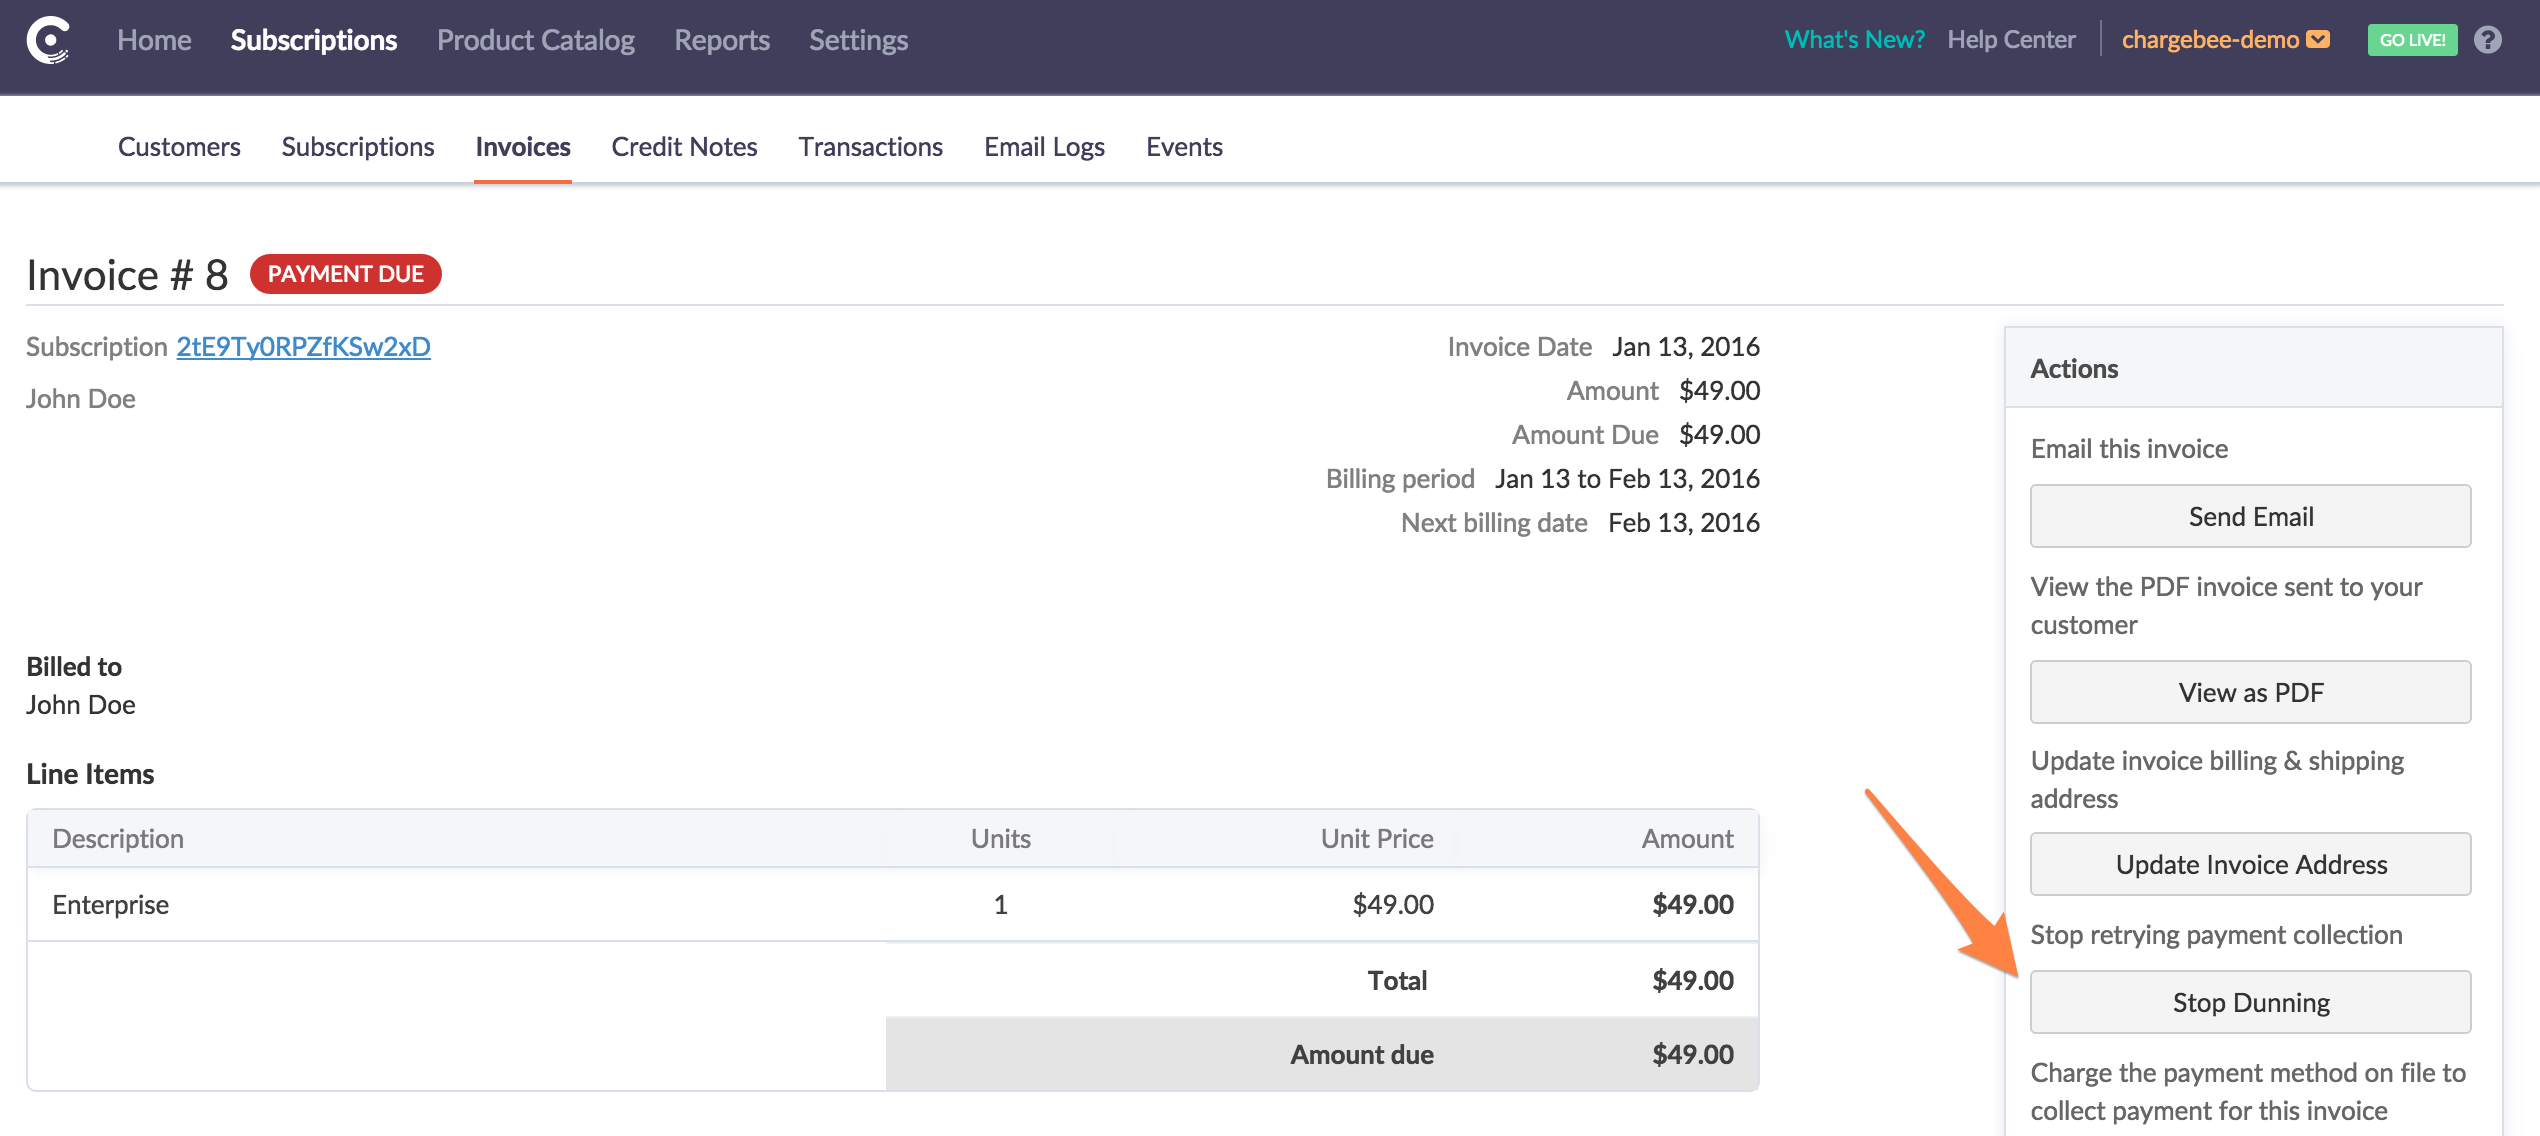 Home Subscriptions Product Catalog Reports Settings What's New? Help Center chargebee-demo GO LIVE! ?
Customers Subscriptions Invoices Credit Notes Transactions Email Logs Events
Invoice # 8 PAYMENT DUE
Subscription 2tE9Ty0RPZfKSw2xD
John Doe
Invoice Date Jan 13, 2016
Amount $49.00
Amount Due $49.00
Billing period Jan 13 to Feb 13, 2016
Next billing date Feb 13, 2016
Billed to
John Doe
Line Items
Description Units Unit Price Amount
Enterprise 1 $49.00 $49.00
Total $49.00
Amount due $49.00
Actions
Email this invoice
Send Email
View the PDF invoice sent to your
customer
View as PDF
Update invoice billing & shipping
address
Update Invoice Address
Stop retrying payment collection
Stop Dunning
Charge the payment method on file to
collect payment for this invoice